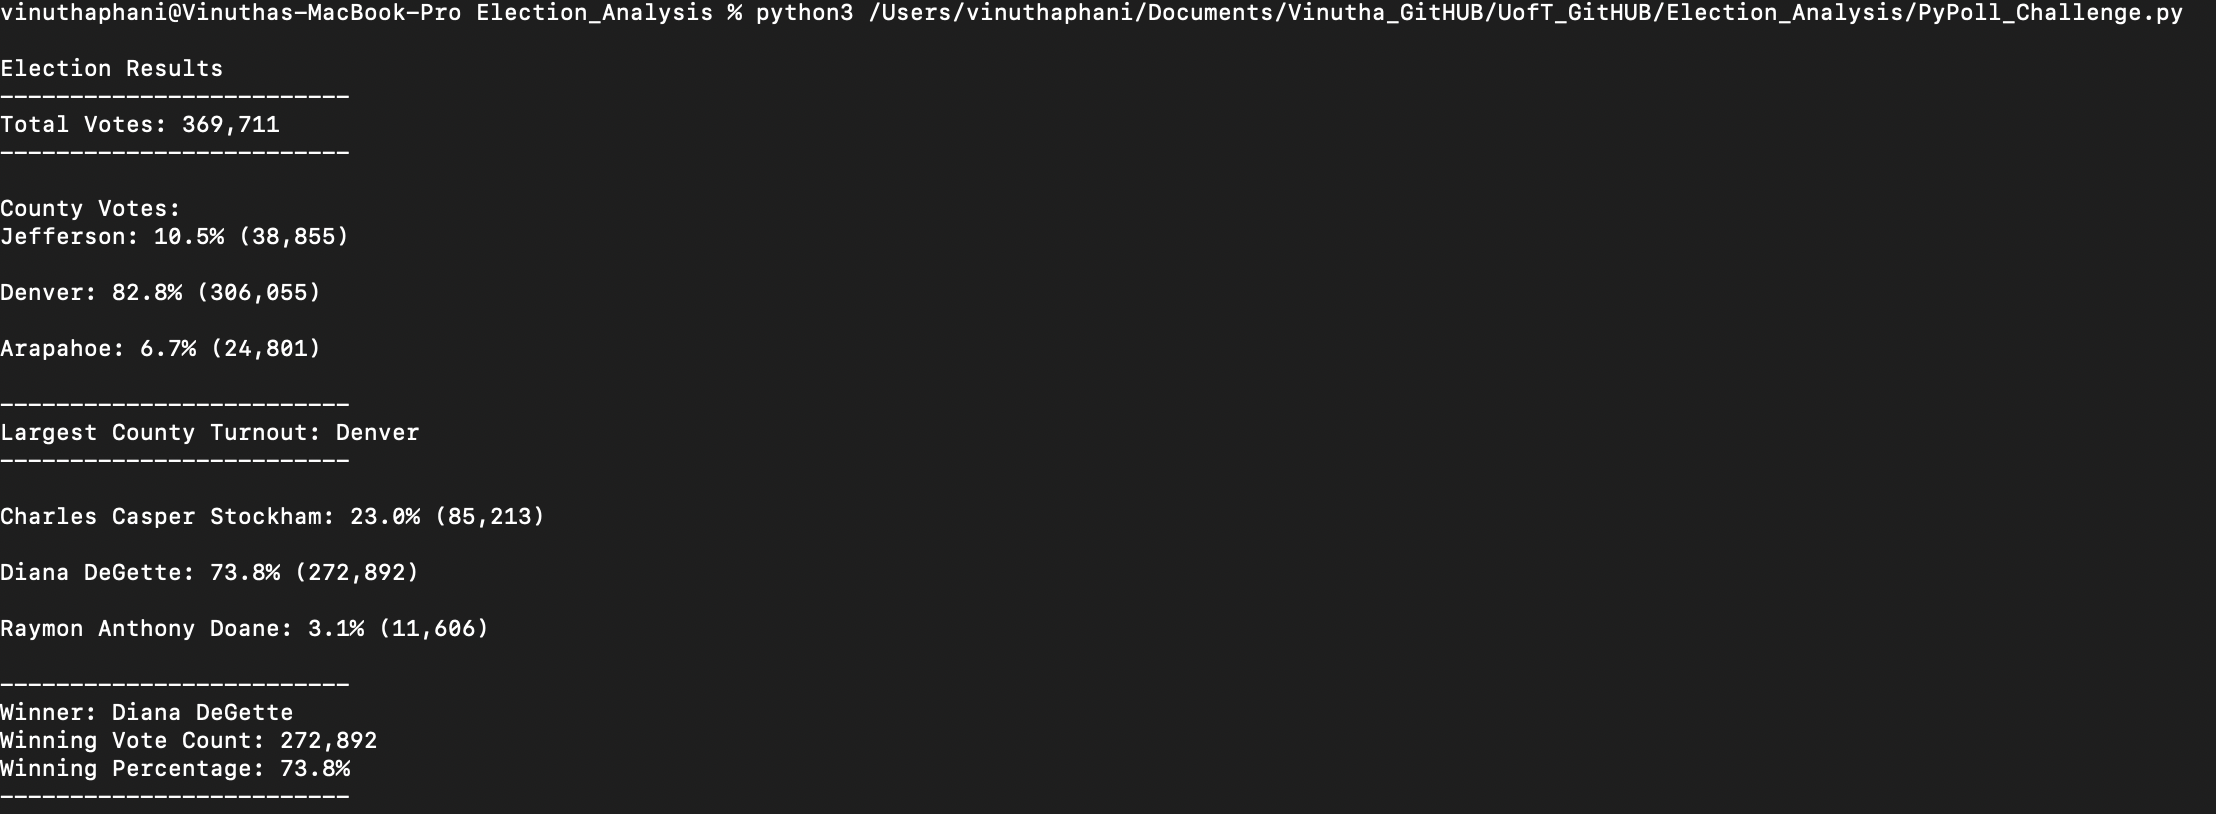 vinuthaphani@Vinuthas-MacBook-Pro Election_Analysis % python3 /Users/vinuthaphani/Documents/Vinutha_GitHUB/UofT_GitHUB/Election_Analysis/PyPoll_Challenge.py
Election Results
-------------------------
Total Votes: 369,711
-------------------------
County Votes:
Jefferson: 10.5% (38,855)
Denver: 82.8% (306,055)
Arapahoe: 6.7% (24,801)
-------------------------
Largest County Turnout: Denver
-------------------------
Charles Casper Stockham: 23.0% (85,213)
Diana DeGette: 73.8% (272,892)
Raymon Anthony Doane: 3.1% (11,606)
-------------------------
Winner: Diana DeGette
Winning Vote Count: 272,892
Winning Percentage: 73.8%
-------------------------